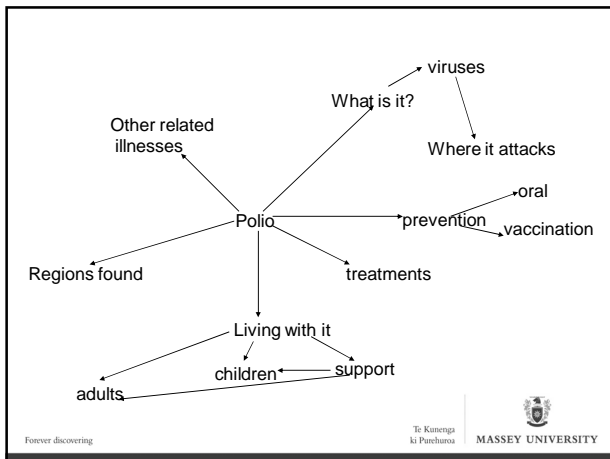 viruses
What is it?
Other related
illnesses
Where it attacks
oral
Polio
prevention
vaccination
Regions found
treatments
Living with it
children
support
adults
Forever discovering
Te Kunenga
ki Purehuroa
MASSEY UNIVERSITY